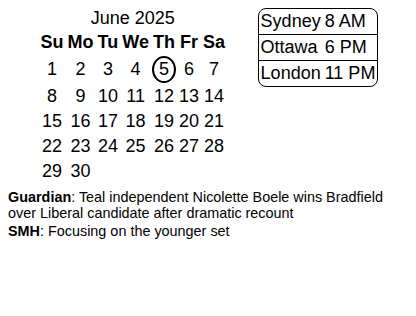 June 2025
Su Mo Tu We Th Fr Sa
1 2 3 4 5 6 7
8 9 10 11 12 13 14
15 16 17 18 19 20 21
22 23 24 25 26 27 28
29 30
Sydney 8 AM
Ottawa 6 PM
London 11 PM
Guardian: Teal independent Nicolette Boele wins Bradfield
over Liberal candidate after dramatic recount
SMH: Focusing on the younger set